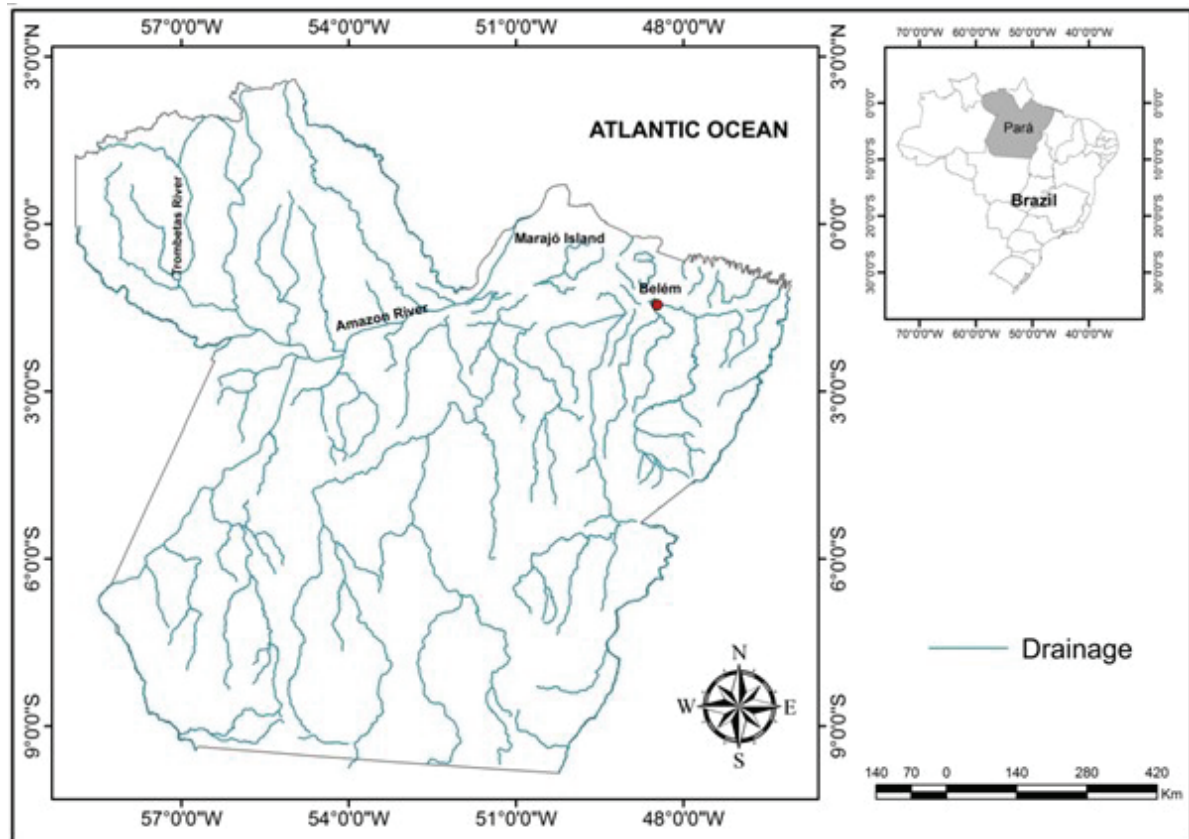 57°0'0"W 54°0'0"W 51°0'0"W 48°0'0"W
3°0'0"N
0°0'0"
3°0'0"S
6°0'0"S
9°0'0"S
ATLANTIC OCEAN
Trombetas River
Marajó Island
Belém
Amazon River
N
W E
S
3°0'0"N
0°0'0"
3°0'0"S
6°0'0"S
9°0'0"S
57°0'0"W 54°0'0"W 51°0'0"W 48°0'0"W
70°0'0"W 60°0'0"W 50°0'0"W 40°0'0"W
0°0'0"
10°0'0"S
20°0'0"S
30°0'0"S
Pará
Brazil
0°0'0"
10°0'0"S
20°0'0"S
30°0'0"S
70°0'0"W 60°0'0"W 50°0'0"W 40°0'0"W
Drainage
140 70 0 140 280 420
Km